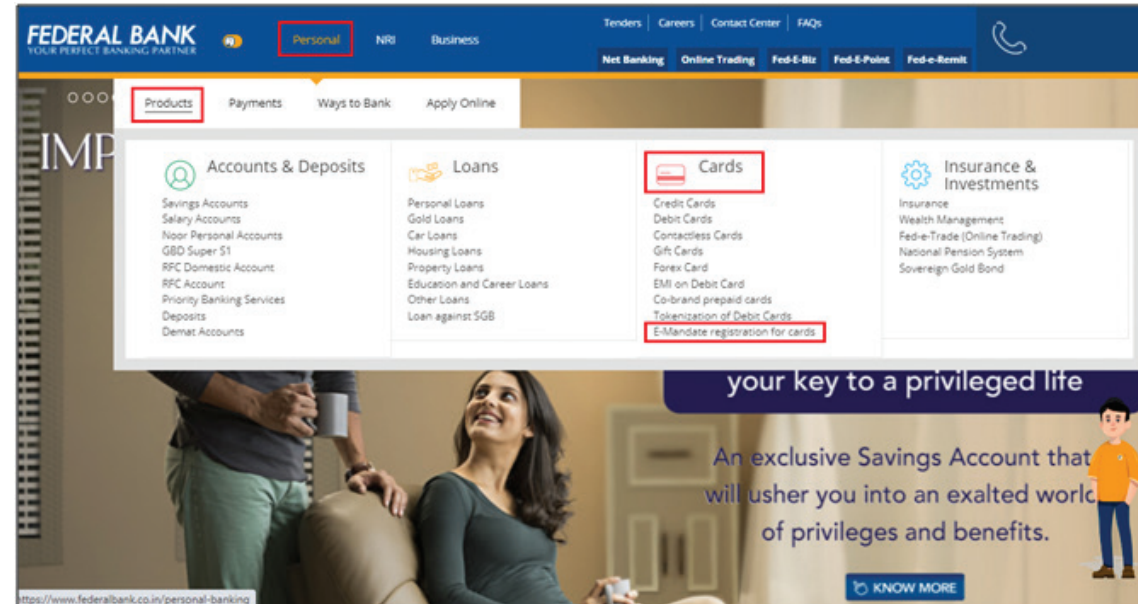 FEDERAL BANK
YOUR PERFECT BANKING PARTNER
Personal
NRI
Business
Tenders
Careers
Contact Center
FAQs
Net Banking
Online Trading
Fed-E-Biz
Fed-E-Point
Fed-e-Remit
Products
Payments
Ways to Bank
Apply Online
IMP
Accounts & Deposits
Savings Accounts
Salary Accounts
Noor Personal Accounts
GBD Super S1
RFC Domestic Account
RFC Account
Priority Banking Services
Deposits
Demat Accounts
Loans
Personal Loans
Gold Loans
Car Loans
Housing Loans
Property Loans
Education and Career Loans
Other Loans
Loan against SGB
Cards
Credit Cards
Debit Cards
Contactless Cards
Gift Cards
Forex Card
EMI on Debit Card
Co-brand prepaid cards
Tokenization of Debit Cards
E-Mandate registration for cards
Insurance &
Investments
Insurance
Wealth Management
Fed-e-Trade (Online Trading)
National Pension System
Sovereign Gold Bond
your key to a privileged life
An exclusive Savings Account that
will usher you into an exalted world
of privileges and benefits.
KNOW MORE
https://www.federalbank.co.in/personal-banking